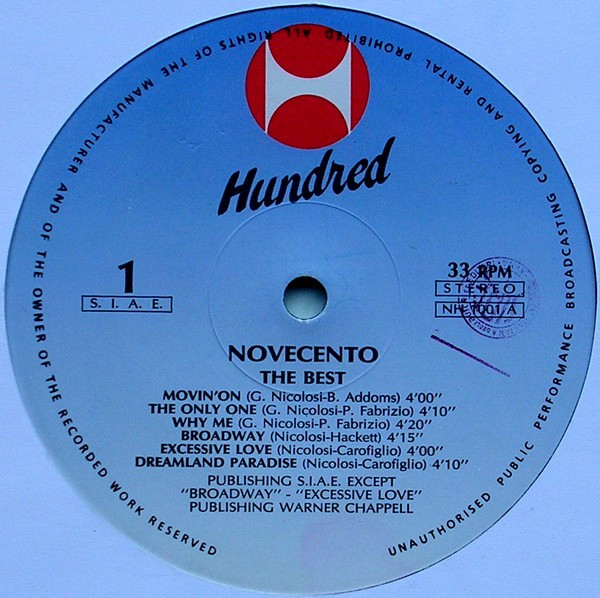 ALL RIGHTS OF THE MANUFACTURER AND OF THE OWNER OF THE RECORDED WORK RESERVED
UNAUTHORISED PUBLIC PERFORMANCE BROADCASTING COPYING AND RENTAL PROHIBITED
Hundred
1
S. I. A. E.
33 RPM
STEREO
NH 1001 A
NOVECENTO
THE BEST
MOVIN'ON (G. Nicolosi-B. Addoms) 4'00''
THE ONLY ONE (G. Nicolosi-P. Fabrizio) 4'10''
WHY ME (G. Nicolosi-P. Fabrizio) 4'20''
BROADWAY (Nicolosi-Hackett) 4'15''
EXCESSIVE LOVE (Nicolosi-Carofiglio) 4'00''
DREAMLAND PARADISE (Nicolosi-Carofiglio) 4'10''
PUBLISHING S.I.A.E. EXCEPT
''BROADWAY'' - ''EXCESSIVE LOVE''
PUBLISHING WARNER CHAPPELL